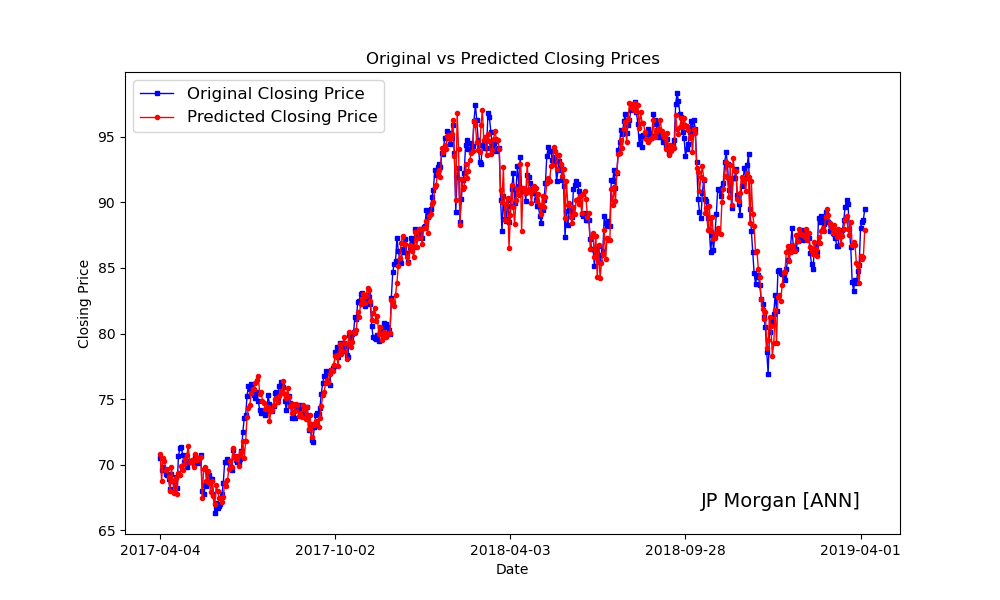 Original vs Predicted Closing Prices
Original Closing Price
Predicted Closing Price
Closing Price
95
90
85
80
75
70
65
JP Morgan [ANN]
2017-04-04
2017-10-02
2018-04-03
2018-09-28
2019-04-01
Date